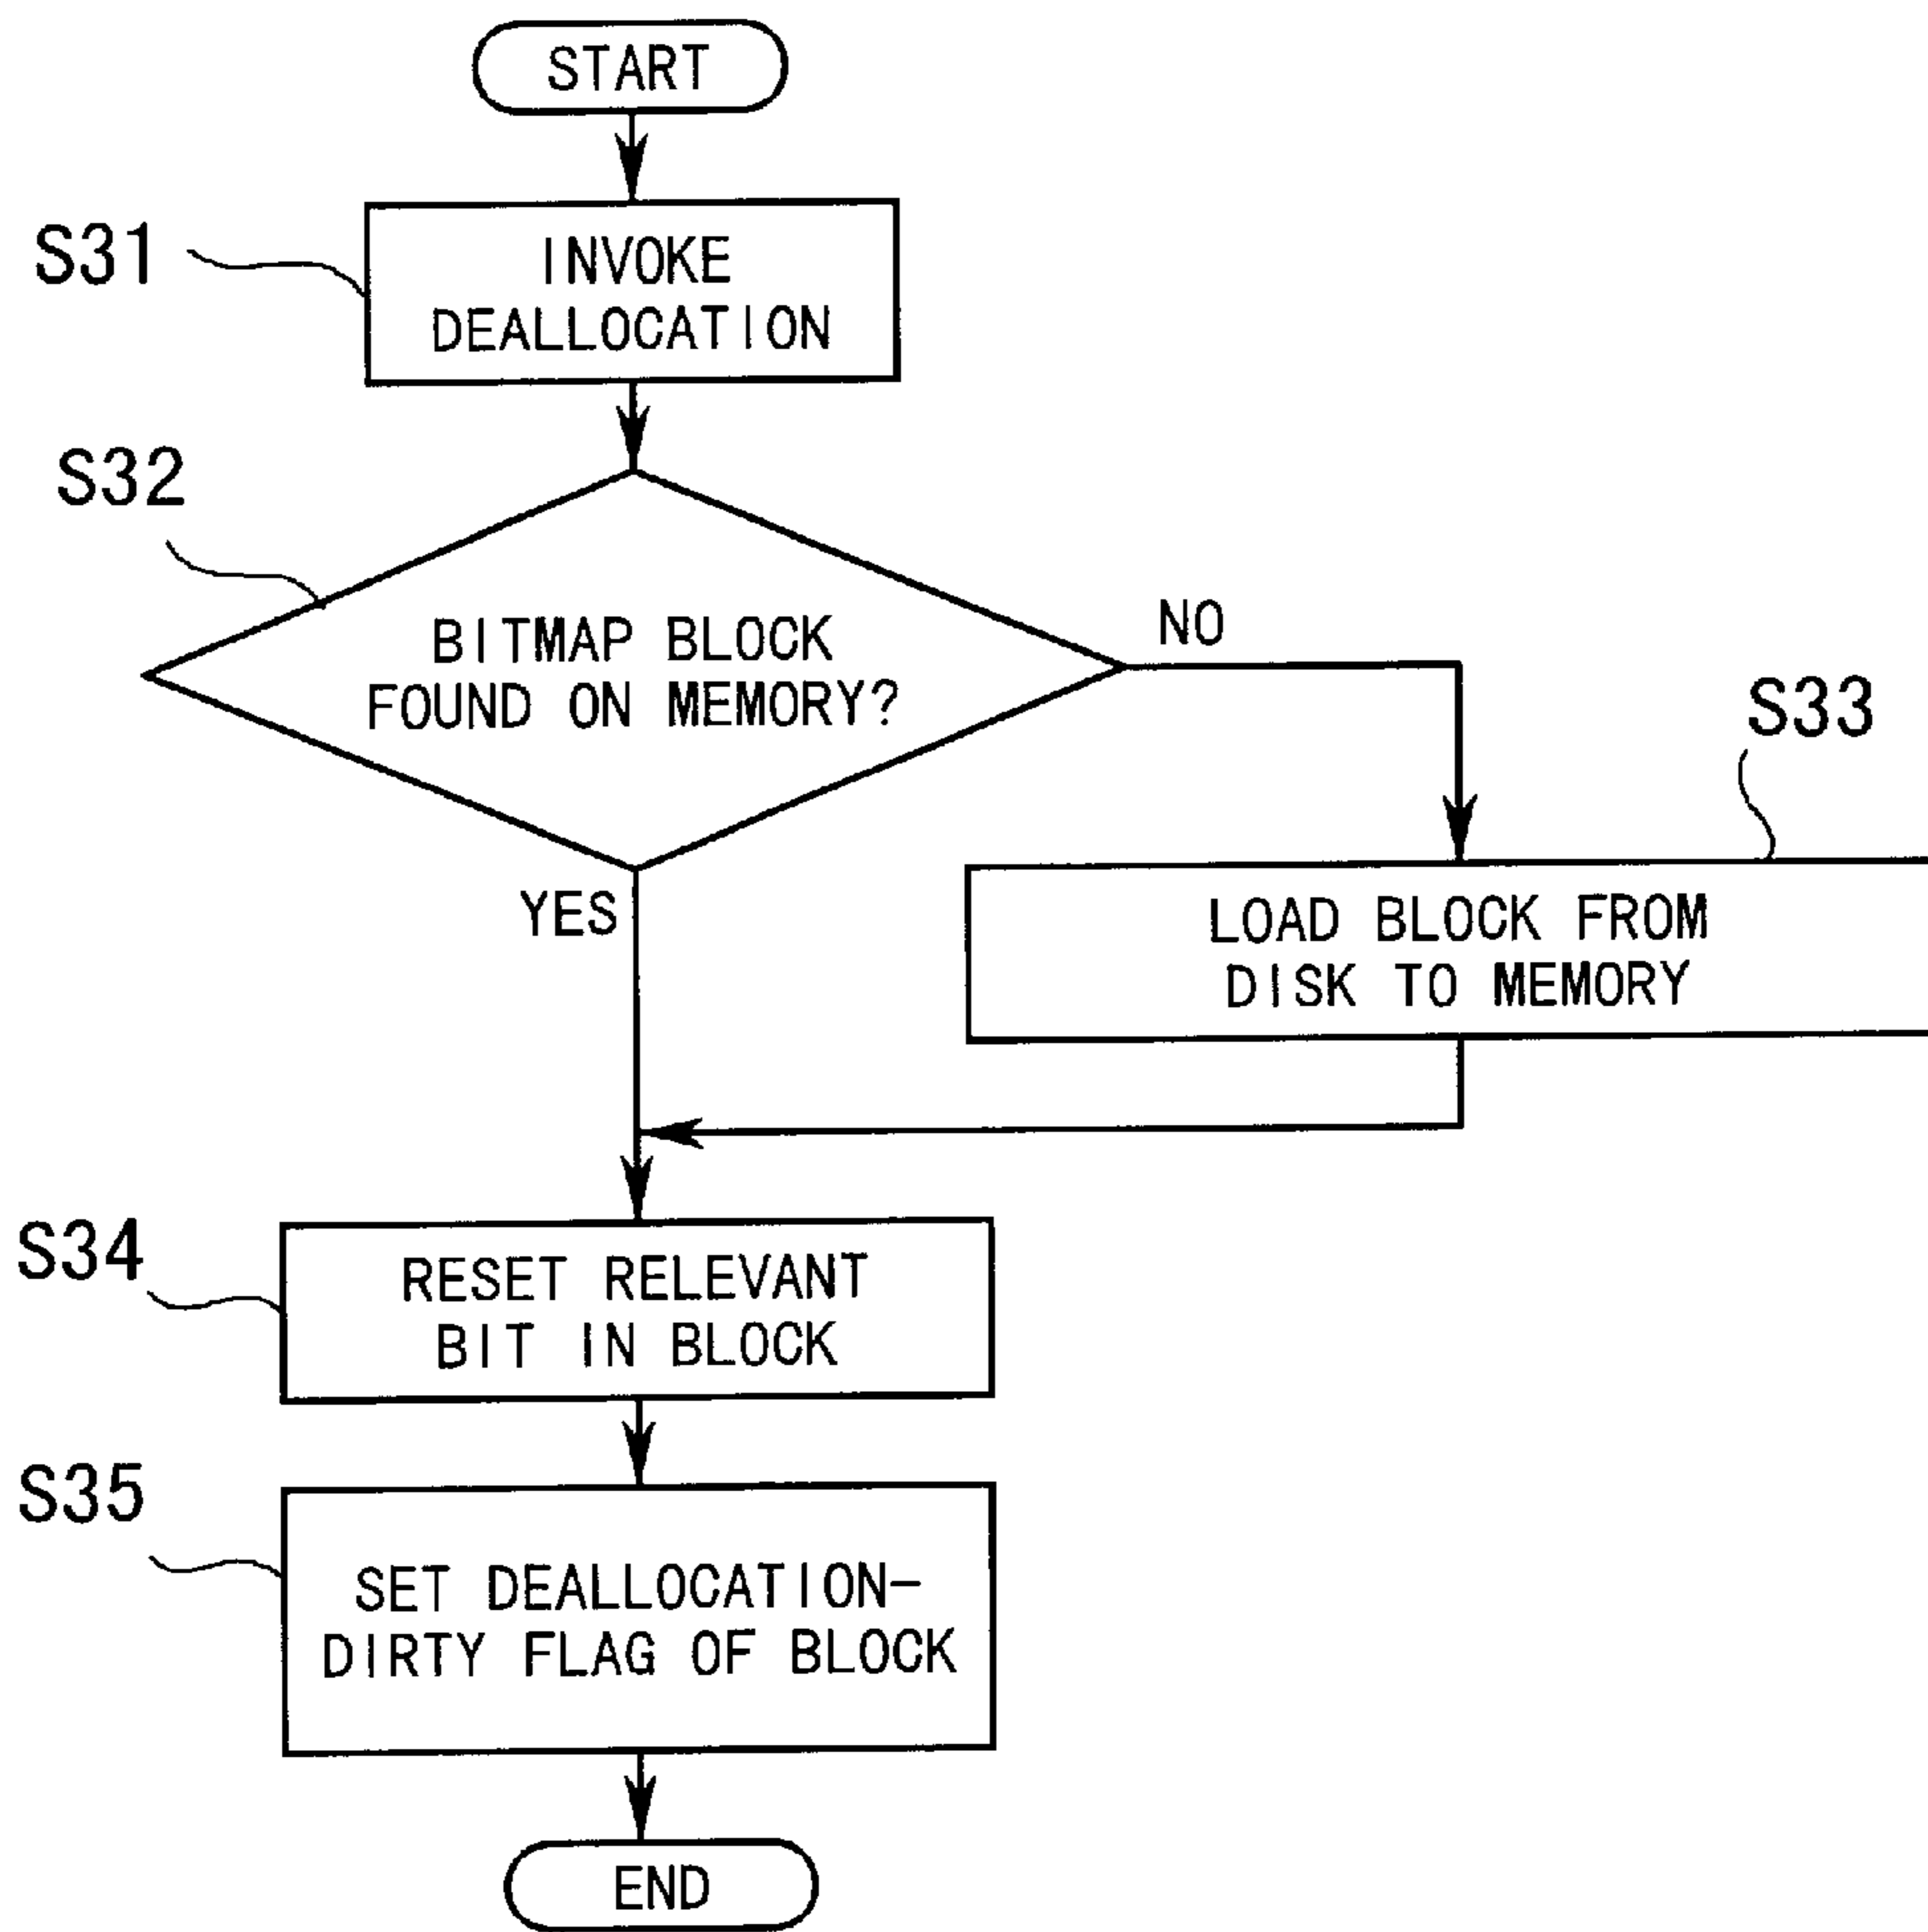 START
S31
INVOKE
DEALLOCATION
S32
BITMAP BLOCK
FOUND ON MEMORY?
NO
S33
YES
LOAD BLOCK FROM
DISK TO MEMORY
S34
RESET RELEVANT
BIT IN BLOCK
S35
SET DEALLOCATION-
DIRTY FLAG OF BLOCK
END